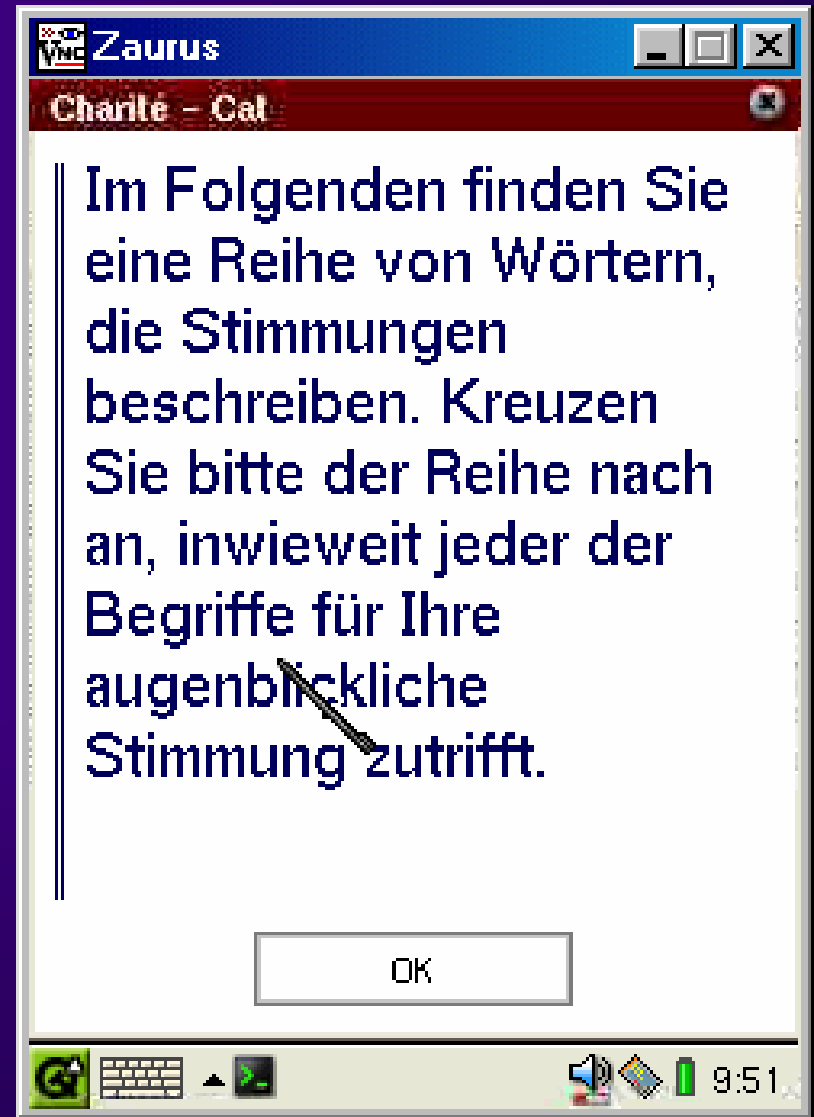 VNC Zaurus
Charité - Cat
Im Folgenden finden Sie
eine Reihe von Wörtern,
die Stimmungen
beschreiben. Kreuzen
Sie bitte der Reihe nach
an, inwieweit jeder der
Begriffe für Ihre
augenblickliche
Stimmung zutrifft.
OK
9:51